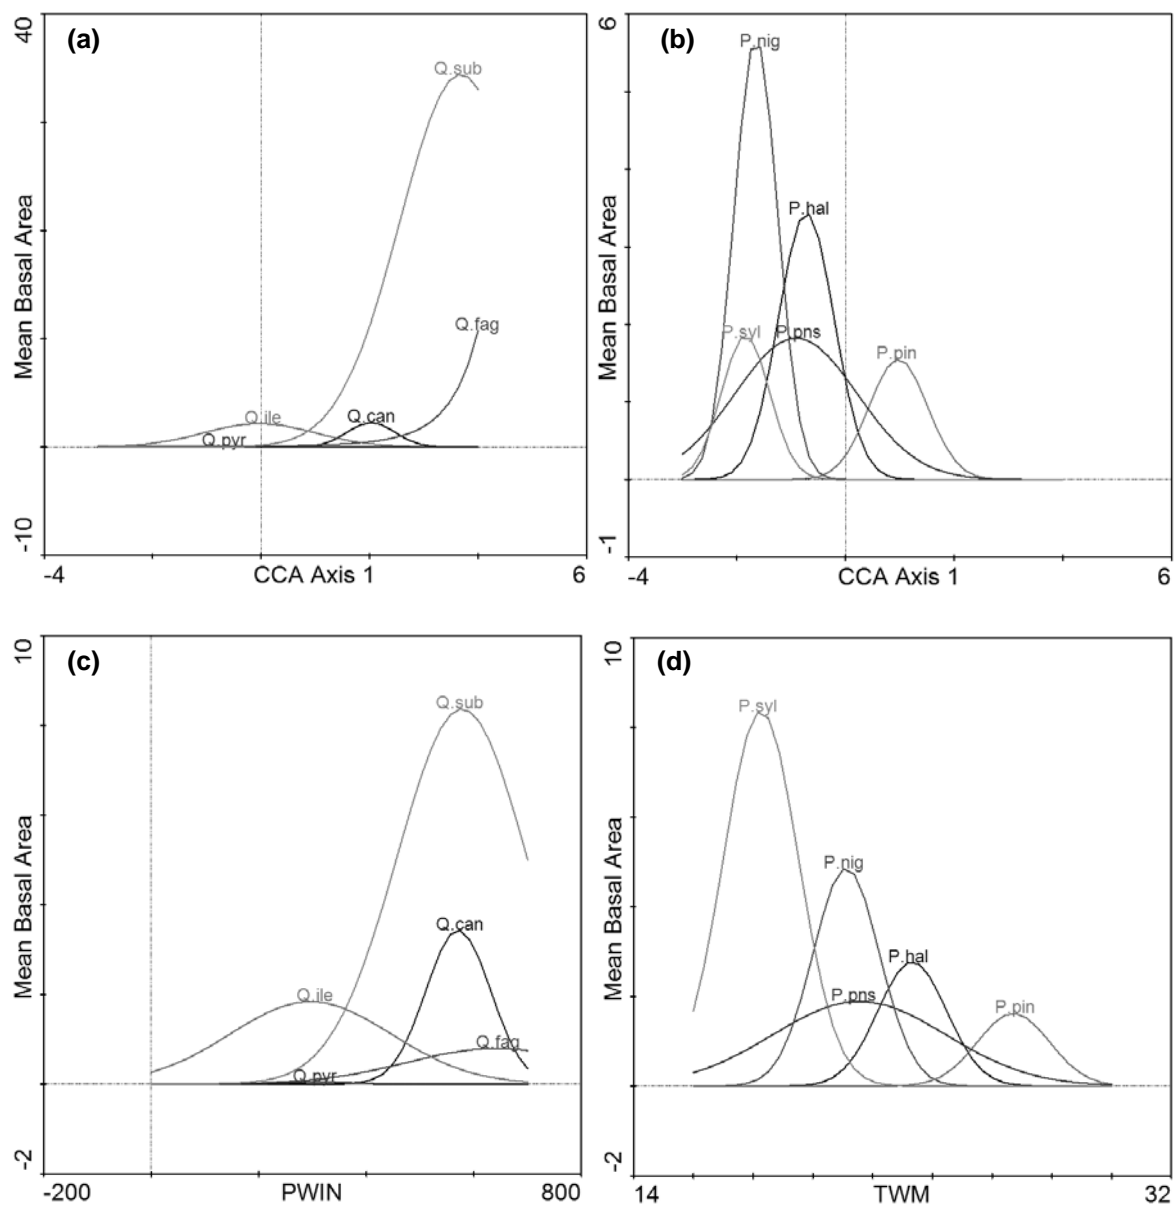 40
(a)
Q.sub
Q.fag
Q.ile
Q.can
Q.pyr
Mean Basal Area
-10
-4
CCA Axis 1
6
6
(b)
P.nig
P.hal
P.syl
P.pns
P.pin
Mean Basal Area
-1
-4
CCA Axis 1
6
10
(c)
Q.sub
Q.can
Q.ile
Q.fag
Q.pyr
Mean Basal Area
-2
-200
PWIN
800
10
(d)
P.syl
P.nig
P.hal
P.pns
P.pin
Mean Basal Area
-2
14
TWM
32